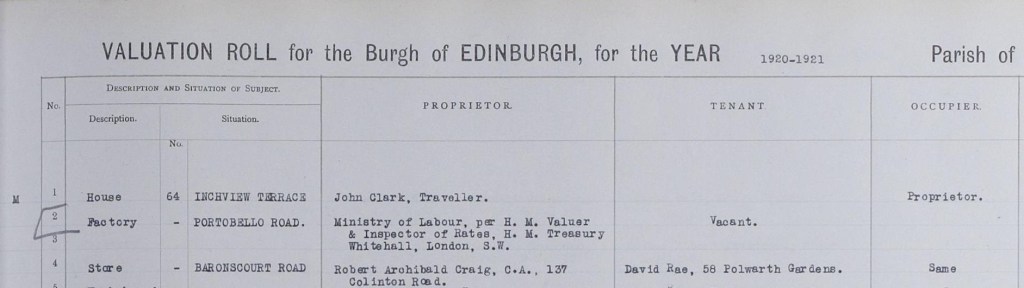 VALUATION ROLL for the Burgh of EDINBURGH, for the YEAR 1920-1921 Parish of
No. DESCRIPTION AND SITUATION OF SUBJECT. PROPRIETOR. TENANT. OCCUPIER.
Description. Situation.
No.
M 1 House 64 INCHVIEW TERRACE John Clark, Traveller. Proprietor.
2 Factory - PORTOBELLO ROAD. Ministry of Labour, per H. M. Valuer Vacant.
3 & Inspector of Rates, H. M. Treasury
Whitehall, London, S.W.
4 Store - BARONSCOURT ROAD Robert Archibald Craig, C.A., 137 David Rae, 58 Polwarth Gardens. Same
5 Colinton Road.